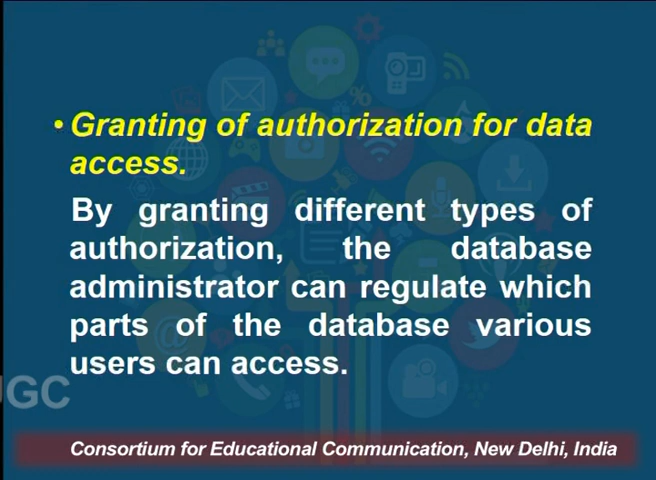 • Granting of authorization for data
access.
By granting different types of
authorization, the database
administrator can regulate which
parts of the database various
users can access.
UGC
Consortium for Educational Communication, New Delhi, India